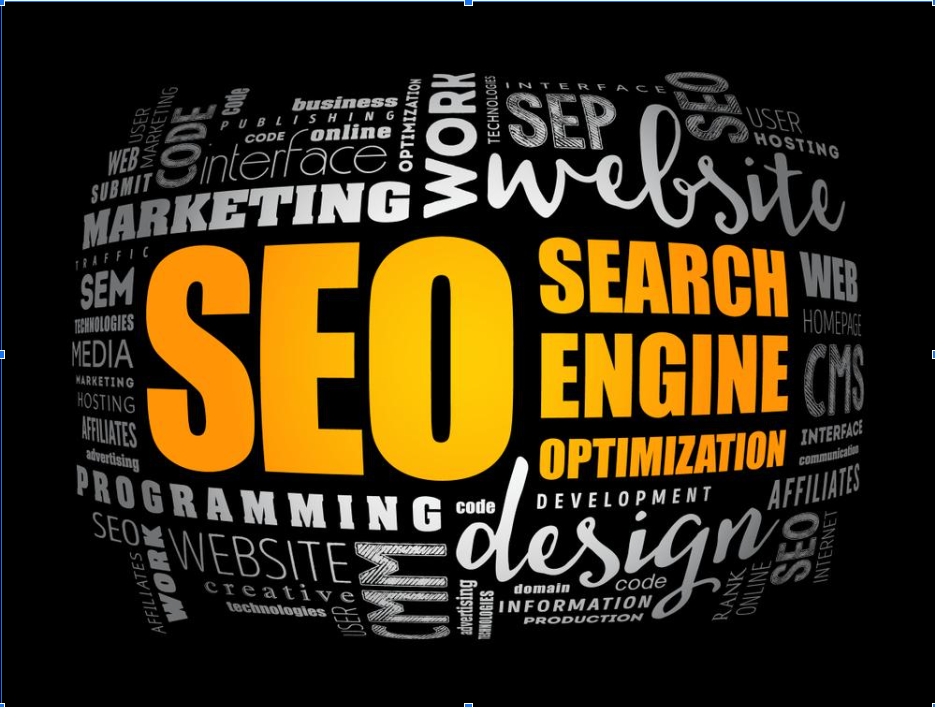 USER
MARKETING
CODE
code
WEB
SUBMIT
business
PUBLISHING
CODE online
interface
OPTIMIZATION
WORK
TECHNOLOGIES
INTERFACE
SEP
SEO
USER
HOSTING
MARKETING
website
TRAFFIC
SEM
TECHNOLOGIES
MEDIA
MARKETING
HOSTING
AFFILIATES
advertising
SEO
SEARCH
ENGINE
OPTIMIZATION
WEB
HOMEPAGE
CMS
INTERFACE
communication
AFFILIATES
PROGRAMMING
code
DEVELOPMENT
design
SEO
AFFILIATES
WORK
WEBSITE
creative
technologies
USER
CMM
advertising
TECHNOLOGIES
domain
code
INFORMATION
PRODUCTION
RANK
ONLINE
SEO
INTERNET